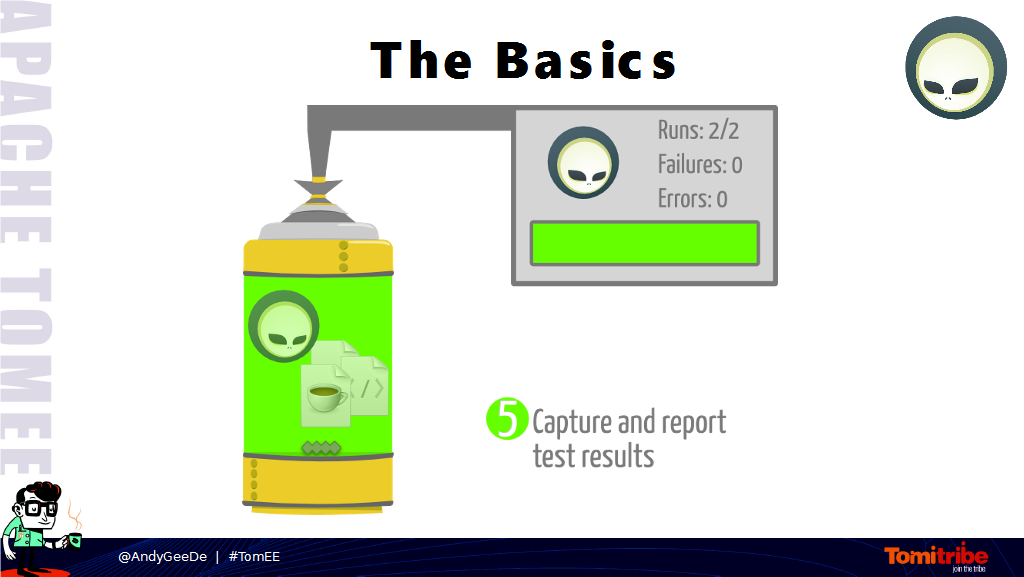 The Basics
APACHE TOMEE
Runs: 2/2
Failures: 0
Errors: 0
</>
5 Capture and report
test results
@AndyGeeDe | #TomEE
Tomitribe
join the tribe